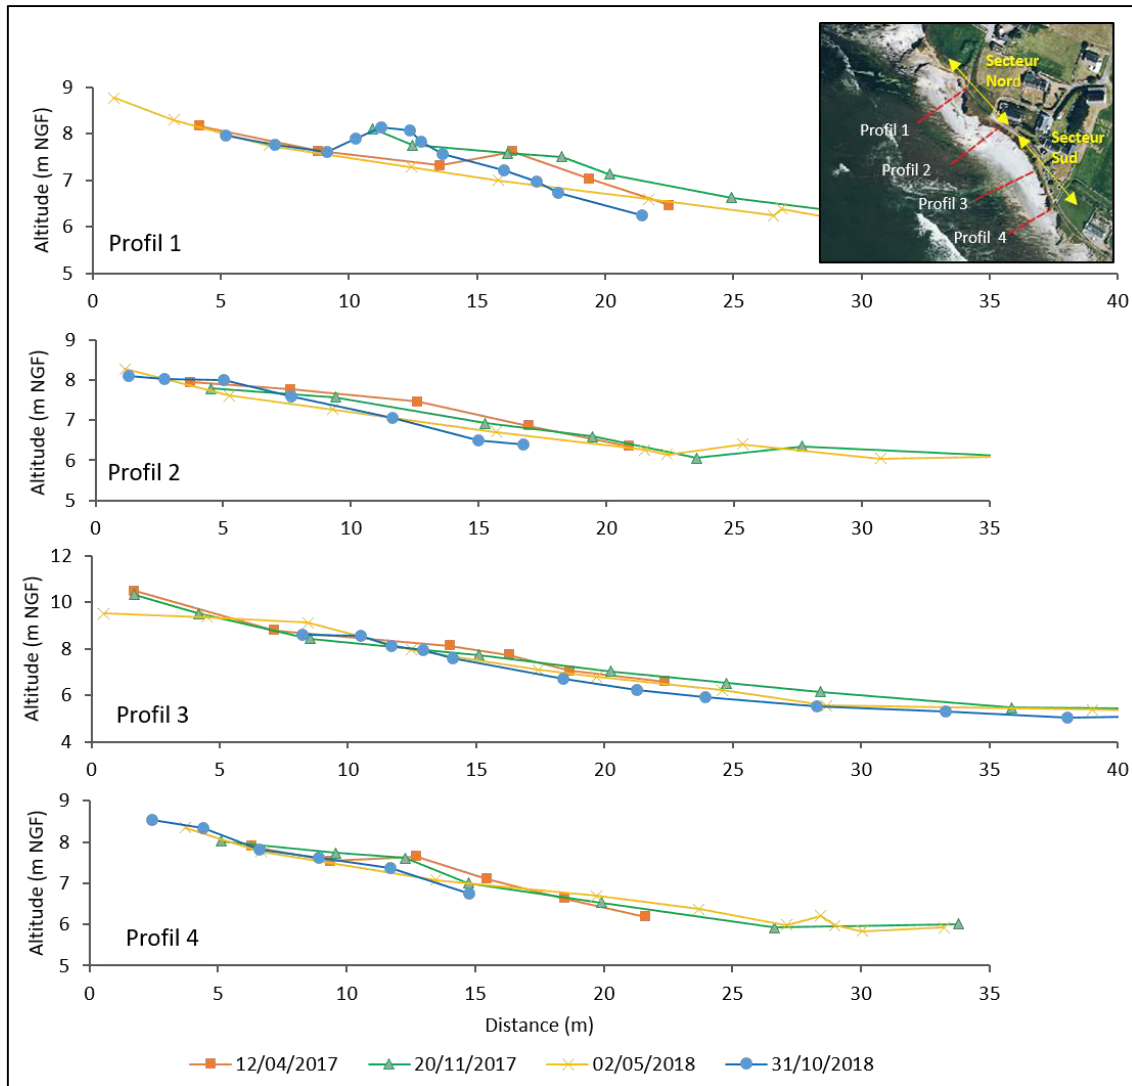 Altitude (m NGF)
9
8
7
6
5
Profil 1
0 5 10 15 20 25 30 35 40
Secteur
Nord
Profil 1
Secteur
Sud
Profil 2
Profil 3
Profil 4
Altitude (m NGF)
9
8
7
6
5
Profil 2
0 5 10 15 20 25 30 35
Altitude (m NGF)
12
10
8
6
4
Profil 3
0 5 10 15 20 25 30 35 40
Altitude (m NGF)
9
8
7
6
5
Profil 4
0 5 10 15 20 25 30 35
Distance (m)
12/04/2017 20/11/2017 02/05/2018 31/10/2018